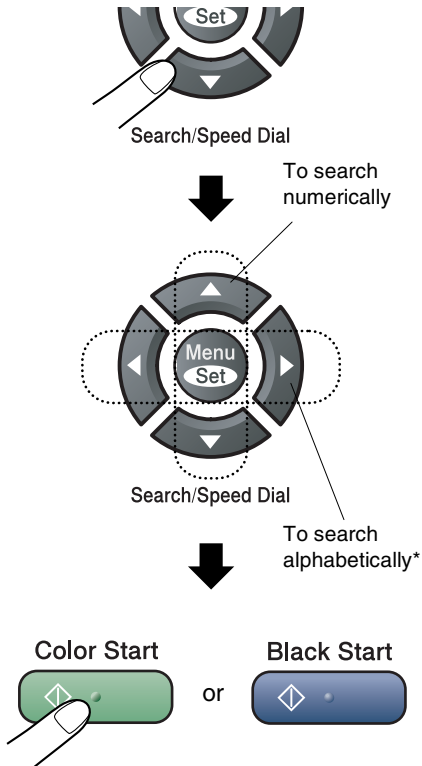 Set
Search/Speed Dial
To search
numerically
Menu
Set
Search/Speed Dial
To search
alphabetically*
Color Start
or
Black Start